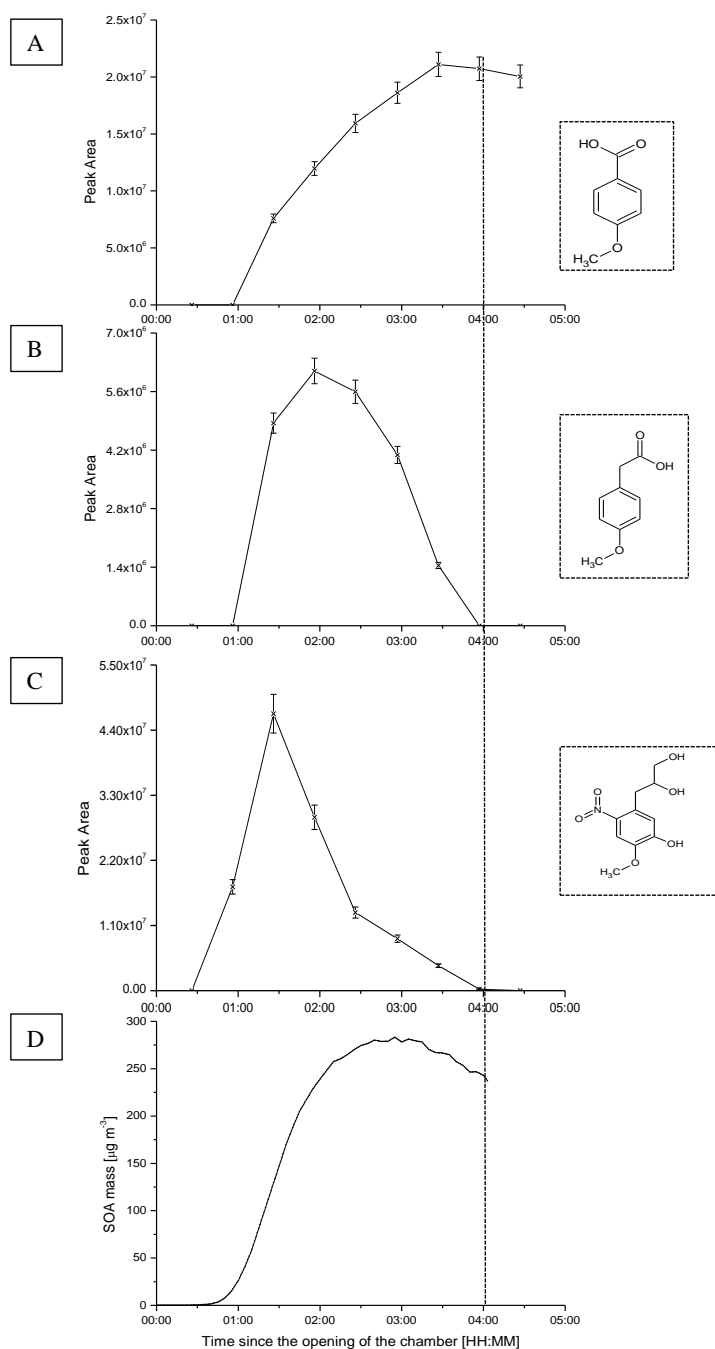 A
2.5x10⁷
2.0x10⁷
1.5x10⁷
1.0x10⁷
5.0x10⁶
0.0
Peak Area
00:00 01:00 02:00 03:00 04:00 05:00
HO
O
O
H₃C
B
7.0x10⁶
5.6x10⁶
4.2x10⁶
2.8x10⁶
1.4x10⁶
0.0
Peak Area
00:00 01:00 02:00 03:00 04:00 05:00
O
OH
O
H₃C
C
5.50x10⁷
4.40x10⁷
3.30x10⁷
2.20x10⁷
1.10x10⁷
0.00
Peak Area
00:00 01:00 02:00 03:00 04:00 05:00
OH
O
OH
N
O
OH
O
H₃C
D
300
250
200
150
100
50
0
SOA mass [µg m⁻³]
00:00 01:00 02:00 03:00 04:00 05:00
Time since the opening of the chamber [HH:MM]